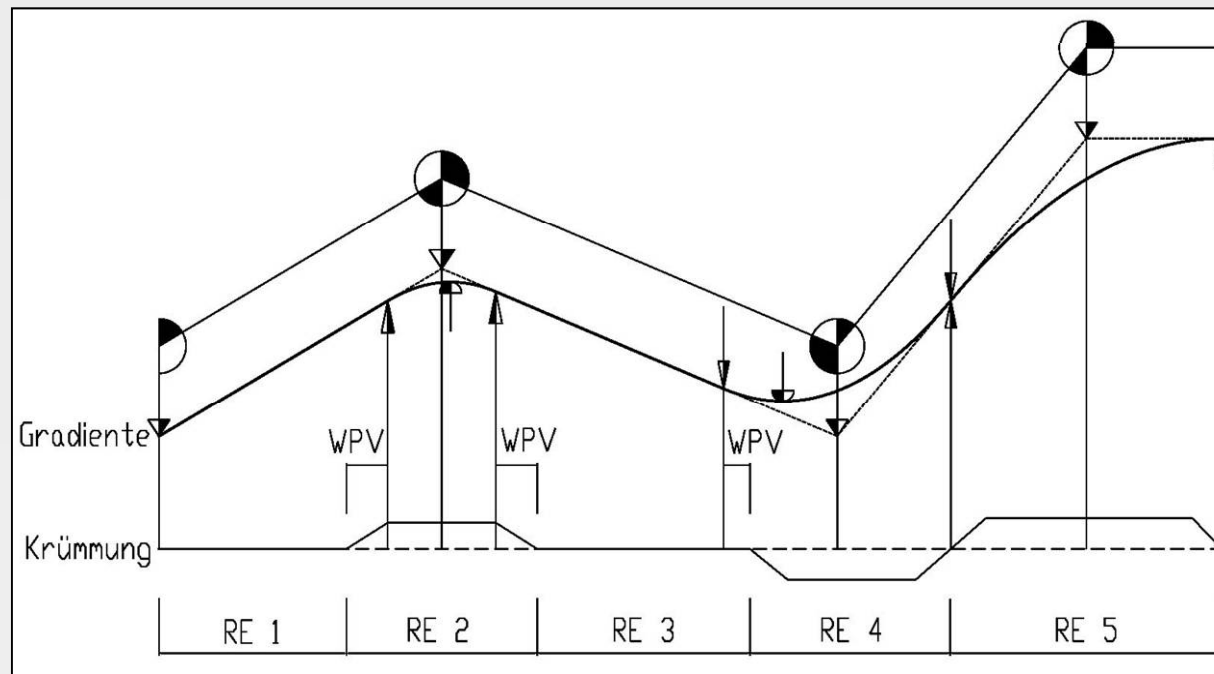 Gradiente
WPV
WPV
WPV
Krümmung
RE 1
RE 2
RE 3
RE 4
RE 5